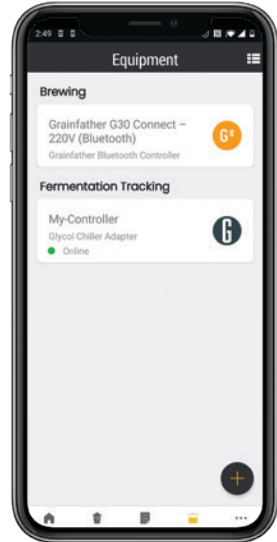 2:49
Equipment
Brewing
Grainfather G30 Connect –
220V (Bluetooth)
Grainfather Bluetooth Controller
G
Fermentation Tracking
My-Controller
Glycol Chiller Adapter
Online
G